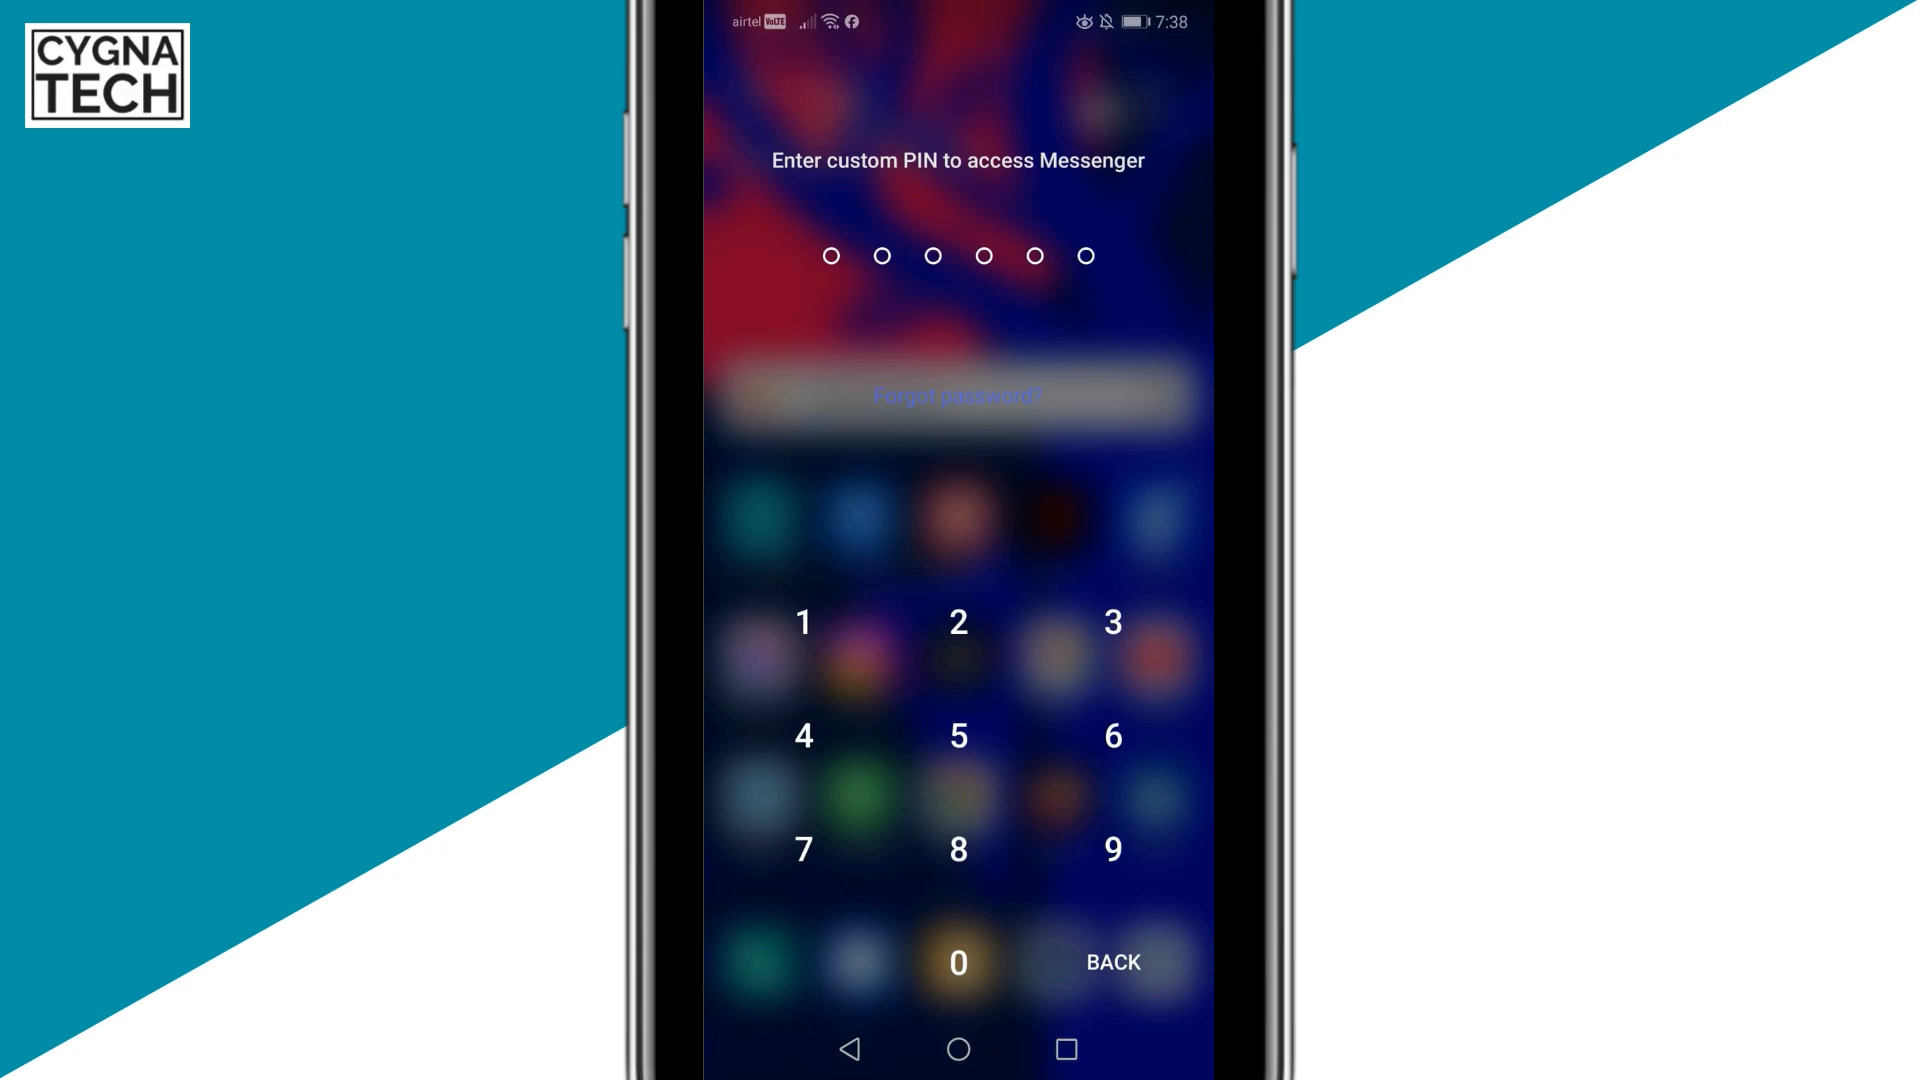 CYGNA
TECH
airtel VoLTE
7:38
Enter custom PIN to access Messenger
Forgot password?
1 2 3
4 5 6
7 8 9
0 BACK